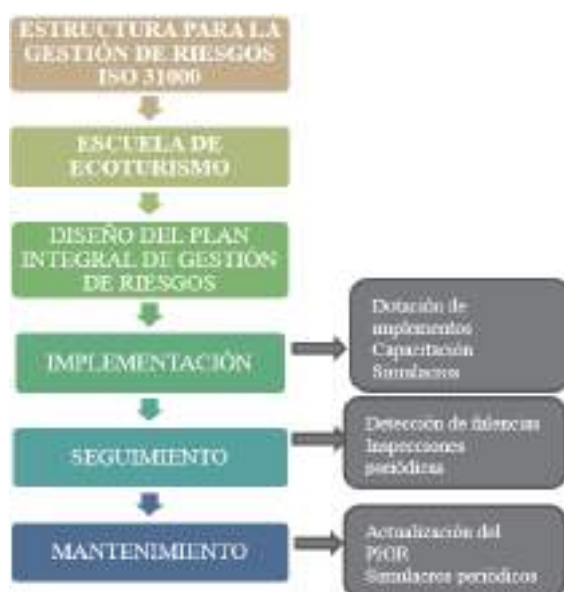 ESTRUCTURA PARA LA
GESTIÓN DE RIESGOS
ISO 31000
ESCUELA DE
ECOTURISMO
DISEÑO DEL PLAN
INTEGRAL DE GESTIÓN
DE RIESGOS
IMPLEMENTACIÓN
Dotación de
implementos
Capacitación
Simulacros
SEGUIMIENTO
Detección de falencias
Inspecciones
periódicas
MANTENIMIENTO
Actualización del
PIGR
Simulacros periódicos